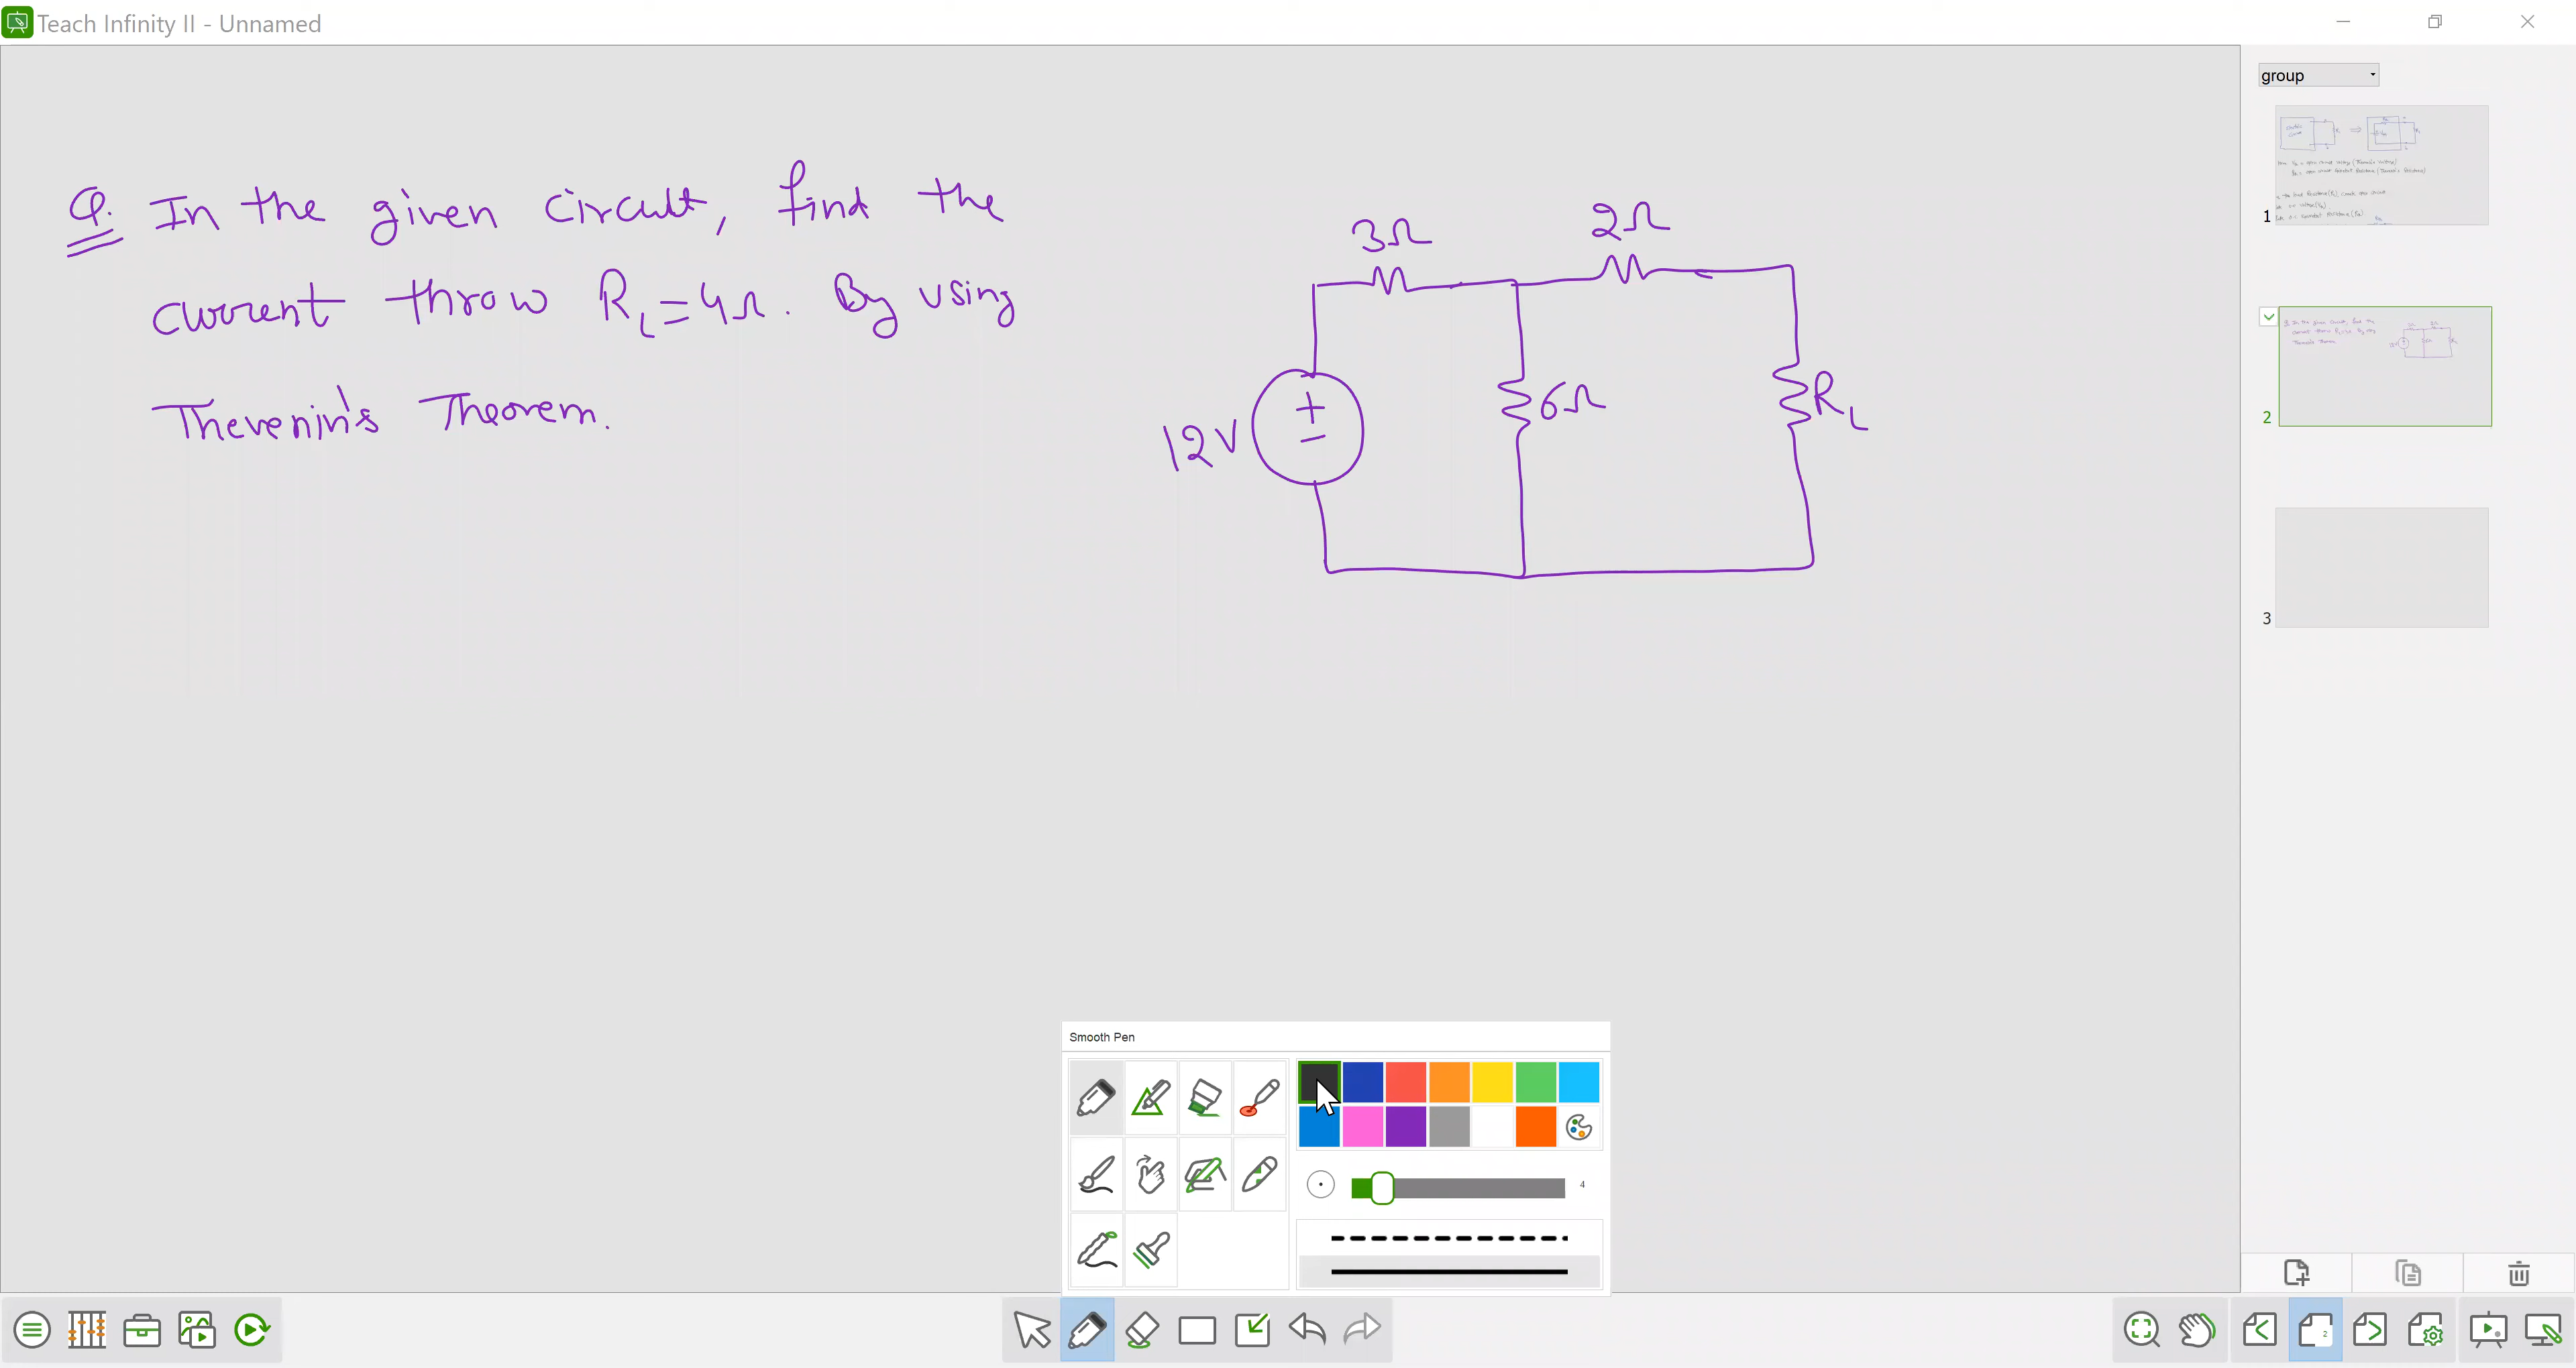 Teach Infinity II - Unnamed
group
Q. In the given circuit, find the
current throw RL=4Ω. By using
Thevenin's Theorem.
3Ω
2Ω
12V
+
−
6Ω
RL
1
2
3
Smooth Pen
4
2